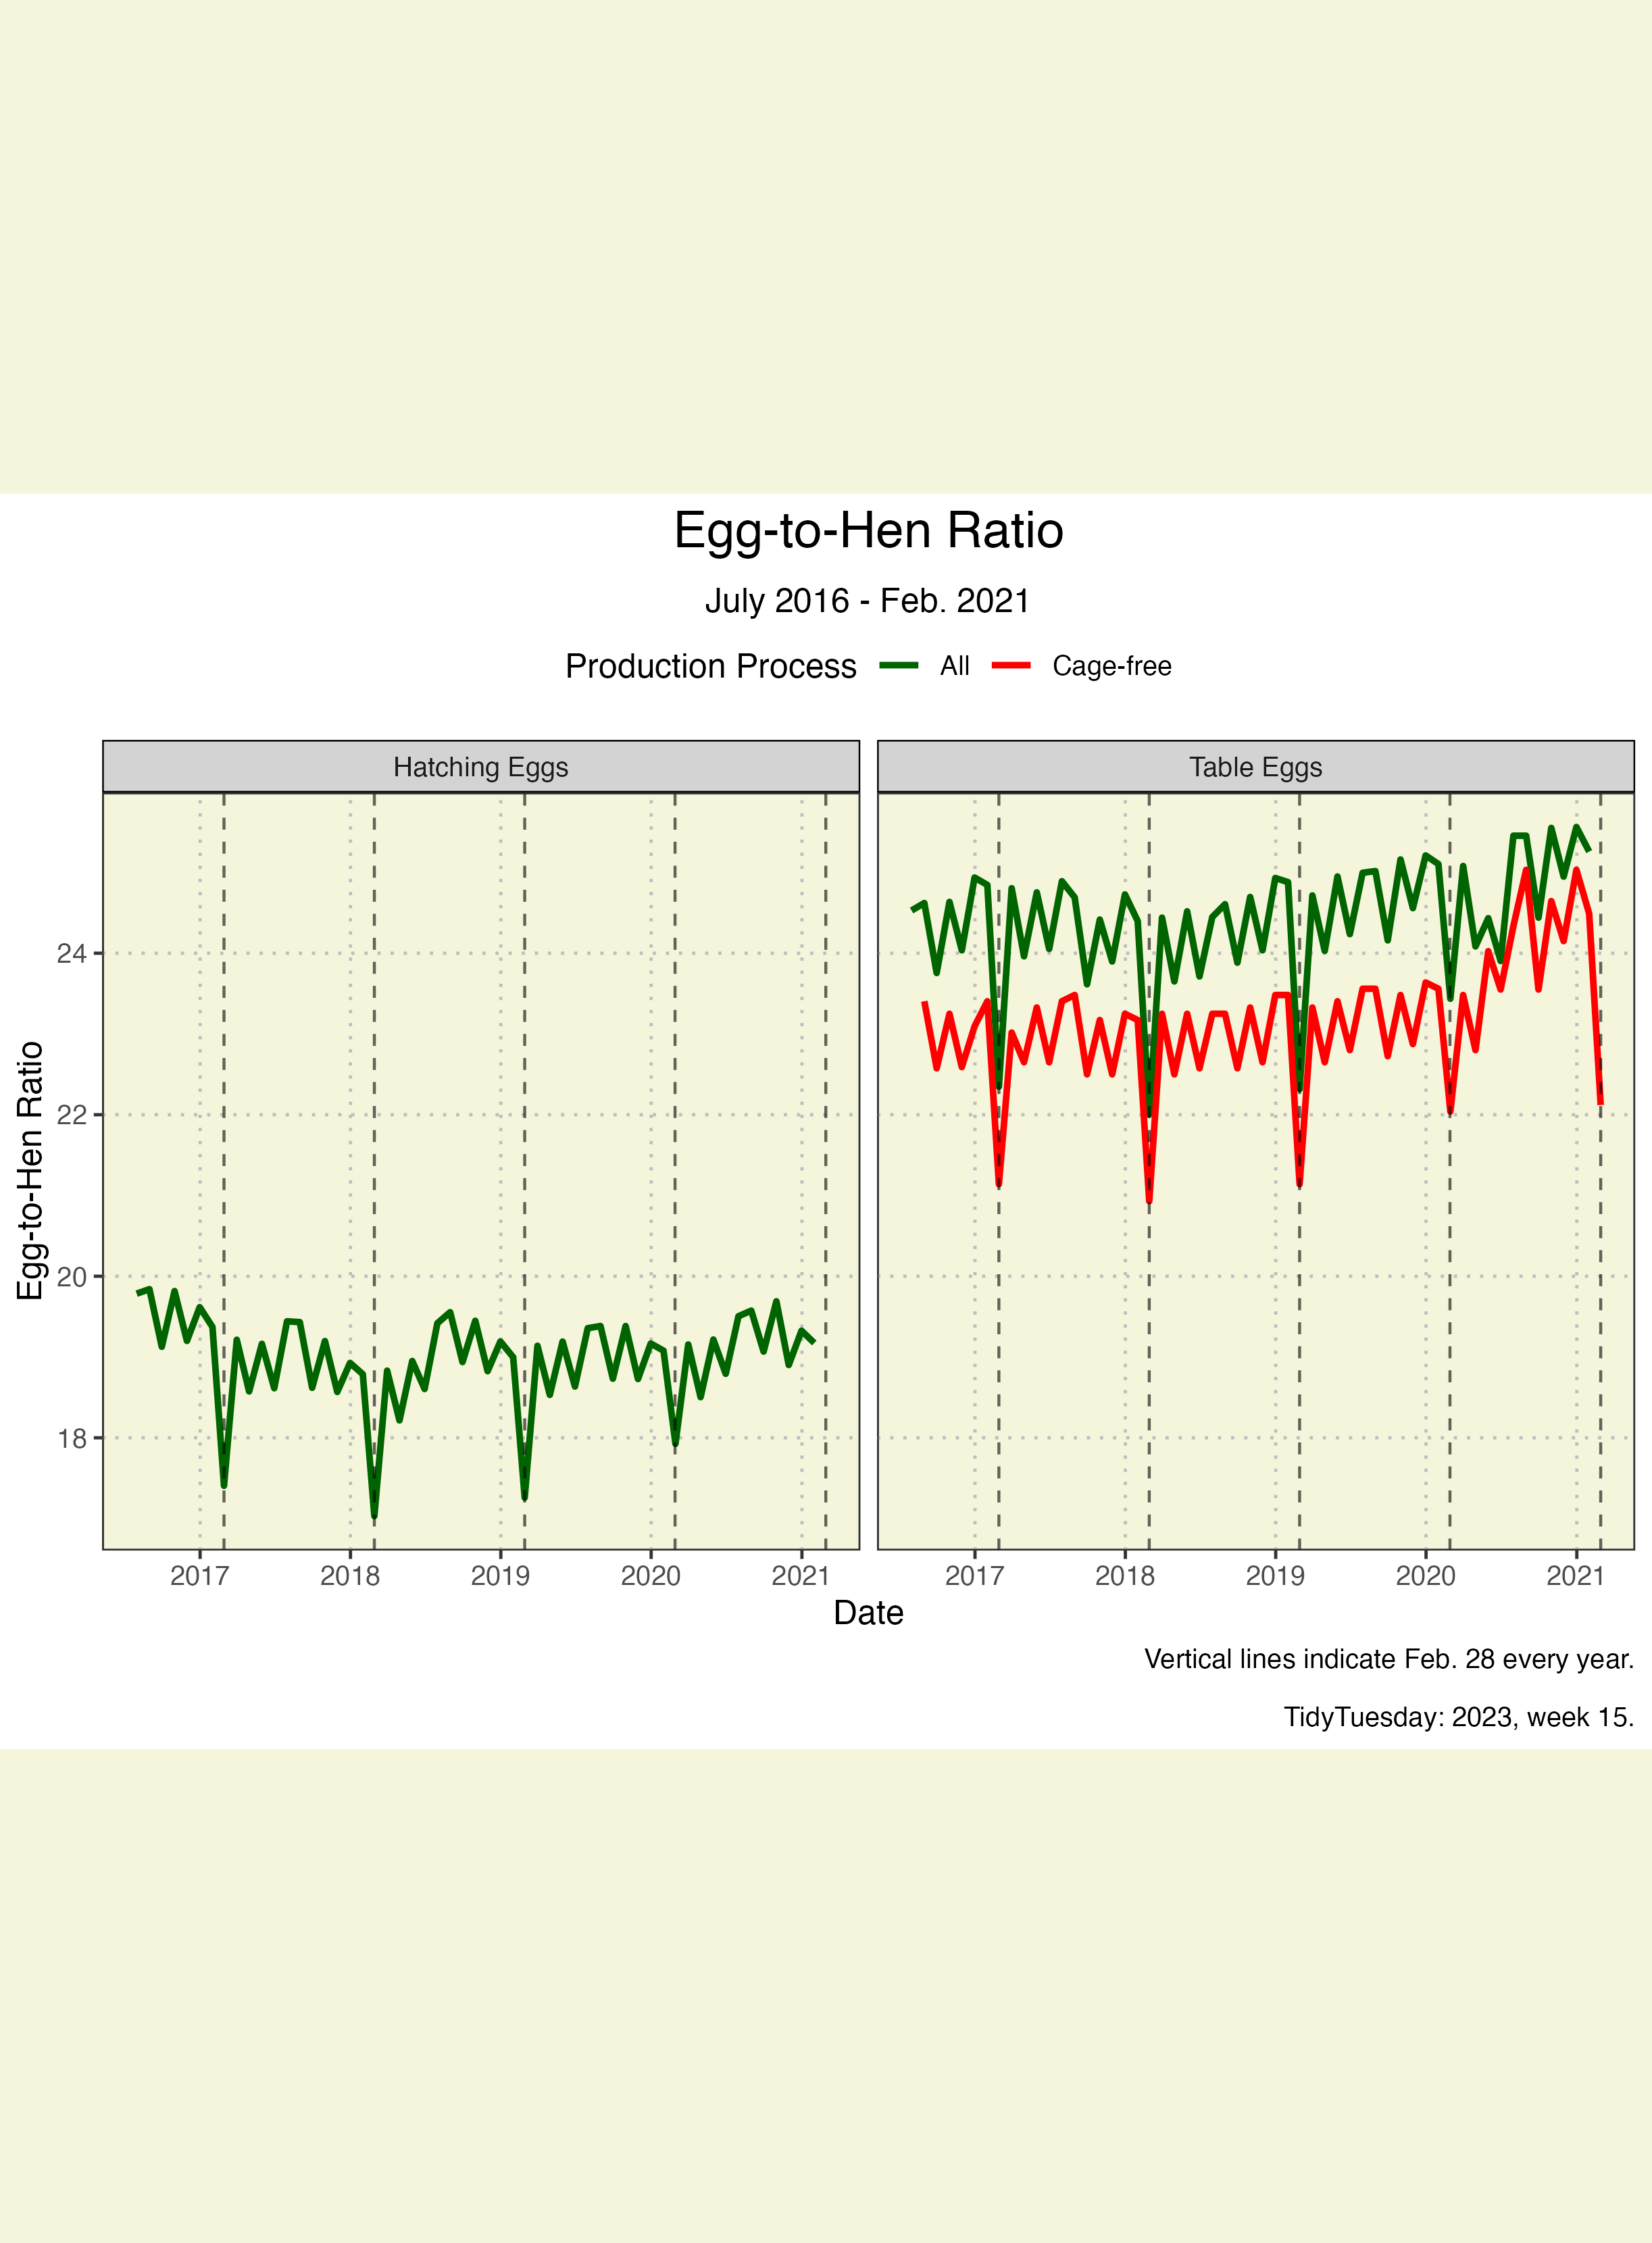 Egg-to-Hen Ratio
July 2016 - Feb. 2021
Production Process All Cage-free
Hatching Eggs Table Eggs
Egg-to-Hen Ratio
24
22
20
18
2017 2018 2019 2020 2021 2017 2018 2019 2020 2021
Date
Vertical lines indicate Feb. 28 every year.
TidyTuesday: 2023, week 15.